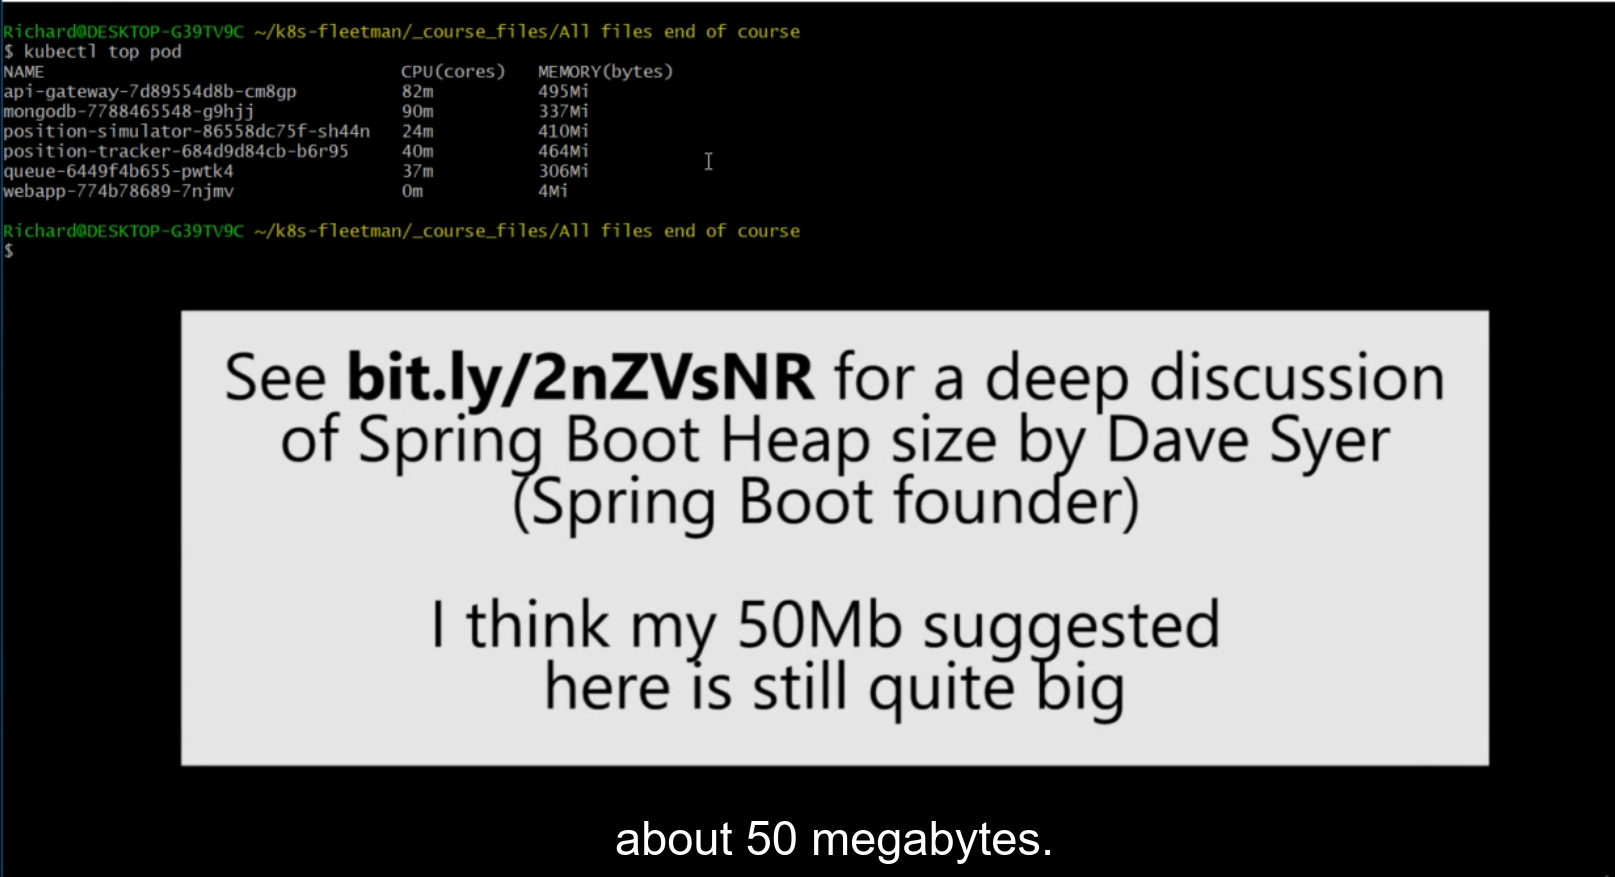 Richard@DESKTOP-G39TV9C ~/k8s-fleetman/_course_files/All files end of course
$ kubectl top pod
NAME CPU(cores) MEMORY(bytes)
api-gateway-7d89554d8b-cm8gp 82m 495Mi
mongodb-7788465548-g9hjj 90m 337Mi
position-simulator-86558dc75f-sh44n 24m 410Mi
position-tracker-684d9d84cb-b6r95 40m 464Mi
queue-6449f4b655-pwtk4 37m 306Mi
webapp-774b78689-7njmv 0m 4Mi
Richard@DESKTOP-G39TV9C ~/k8s-fleetman/_course_files/All files end of course
$
See bit.ly/2nZVsNR for a deep discussion
of Spring Boot Heap size by Dave Syer
(Spring Boot founder)
I think my 50Mb suggested
here is still quite big
about 50 megabytes.